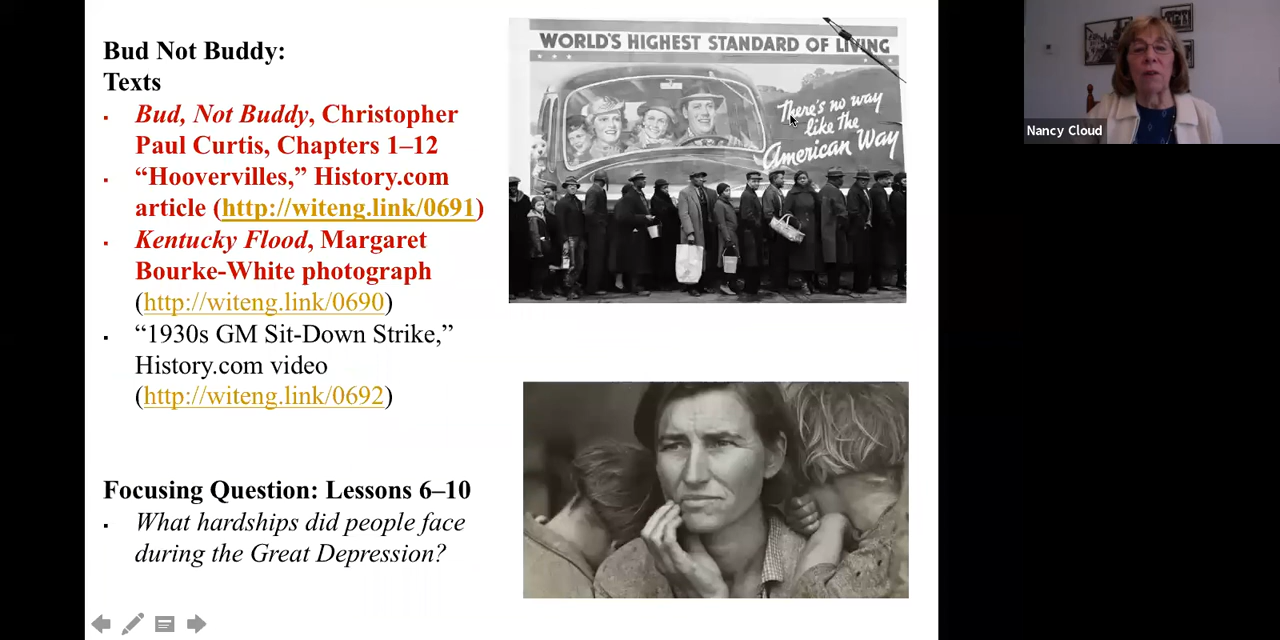 Bud Not Buddy:
Texts
▪ Bud, Not Buddy, Christopher
Paul Curtis, Chapters 1–12
▪ “Hoovervilles,” History.com
article (http://witeng.link/0691)
▪ Kentucky Flood, Margaret
Bourke-White photograph
(http://witeng.link/0690)
▪ “1930s GM Sit-Down Strike,”
History.com video
(http://witeng.link/0692)
Focusing Question: Lessons 6–10
▪ What hardships did people face
during the Great Depression?
WORLD'S HIGHEST STANDARD OF LIVING
There's no way
like the
American Way
Nancy Cloud